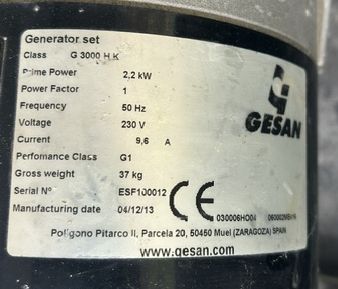 Generator set
Class G 3000 H K
Prime Power 2,2 kW
Power Factor 1
Frequency 50 Hz
Voltage 230 V
Current 9,6 A
Perfomance Class G1
Gross weight 37 kg
Serial Nº ESF100012
Manufacturing date 04/12/13
GESAN
CE
030006HO04
Polígono Pitarco II, Parcela 20, 50450 Muel (ZARAGOZA) SPAIN
www.gesan.com